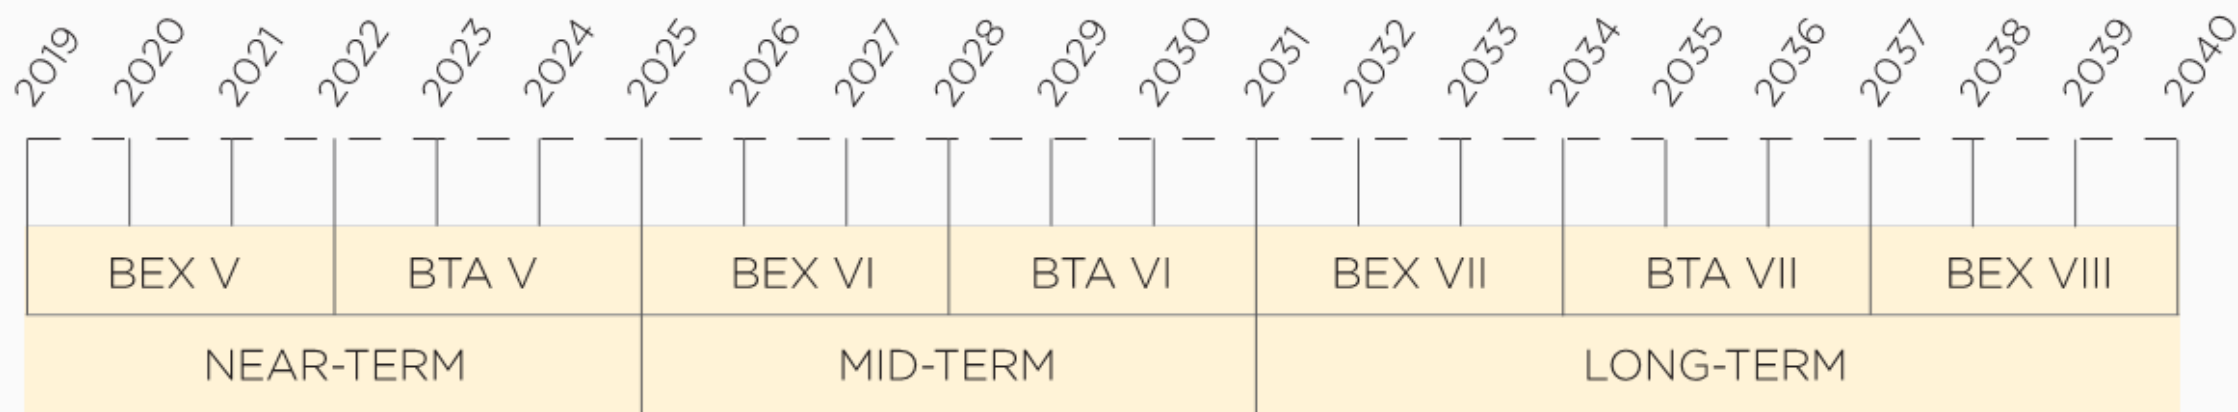 2019 2020 2021 2022 2023 2024 2025 2026 2027 2028 2029 2030 2031 2032 2033 2034 2035 2036 2037 2038 2039 2040
BEX V BTA V BEX VI BTA VI BEX VII BTA VII BEX VIII
NEAR-TERM MID-TERM LONG-TERM